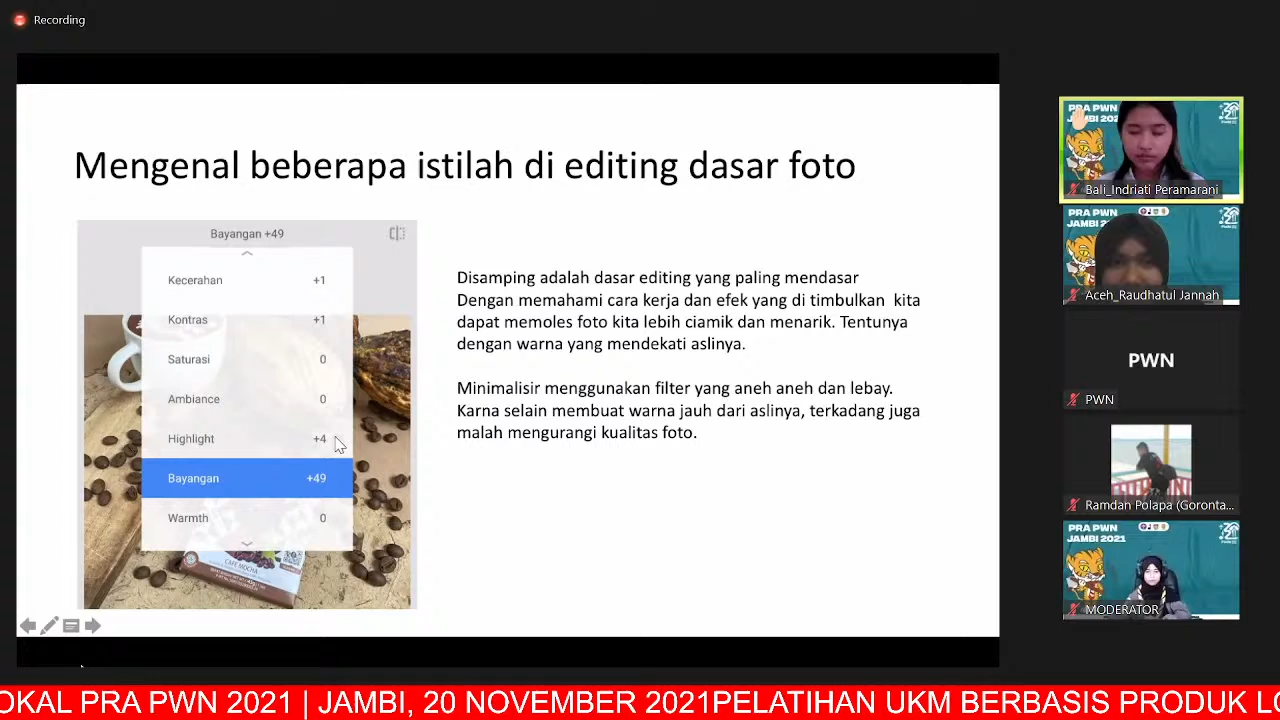 Recording
Mengenal beberapa istilah di editing dasar foto
Bayangan +49
Kecerahan +1
Kontras +1
Saturasi 0
Ambiance 0
Highlight +4
Bayangan +49
Warmth 0
CAFE MOCHA
Disamping adalah dasar editing yang paling mendasar
Dengan memahami cara kerja dan efek yang di timbulkan kita
dapat memoles foto kita lebih ciamik dan menarik. Tentunya
dengan warna yang mendekati aslinya.
Minimalisir menggunakan filter yang aneh aneh dan lebay.
Karna selain membuat warna jauh dari aslinya, terkadang juga
malah mengurangi kualitas foto.
PRA PWN
JAMBI 202
Bali_Indriati Peramarani
PRA PWN
Aceh_Raudhatul Jannah
PWN
PWN
Ramdan Polapa (Goronta...
PRA PWN
JAMBI 2021
MODERATOR
OKAL PRA PWN 2021 | JAMBI, 20 NOVEMBER 2021PELATIHAN UKM BERBASIS PRODUK LO